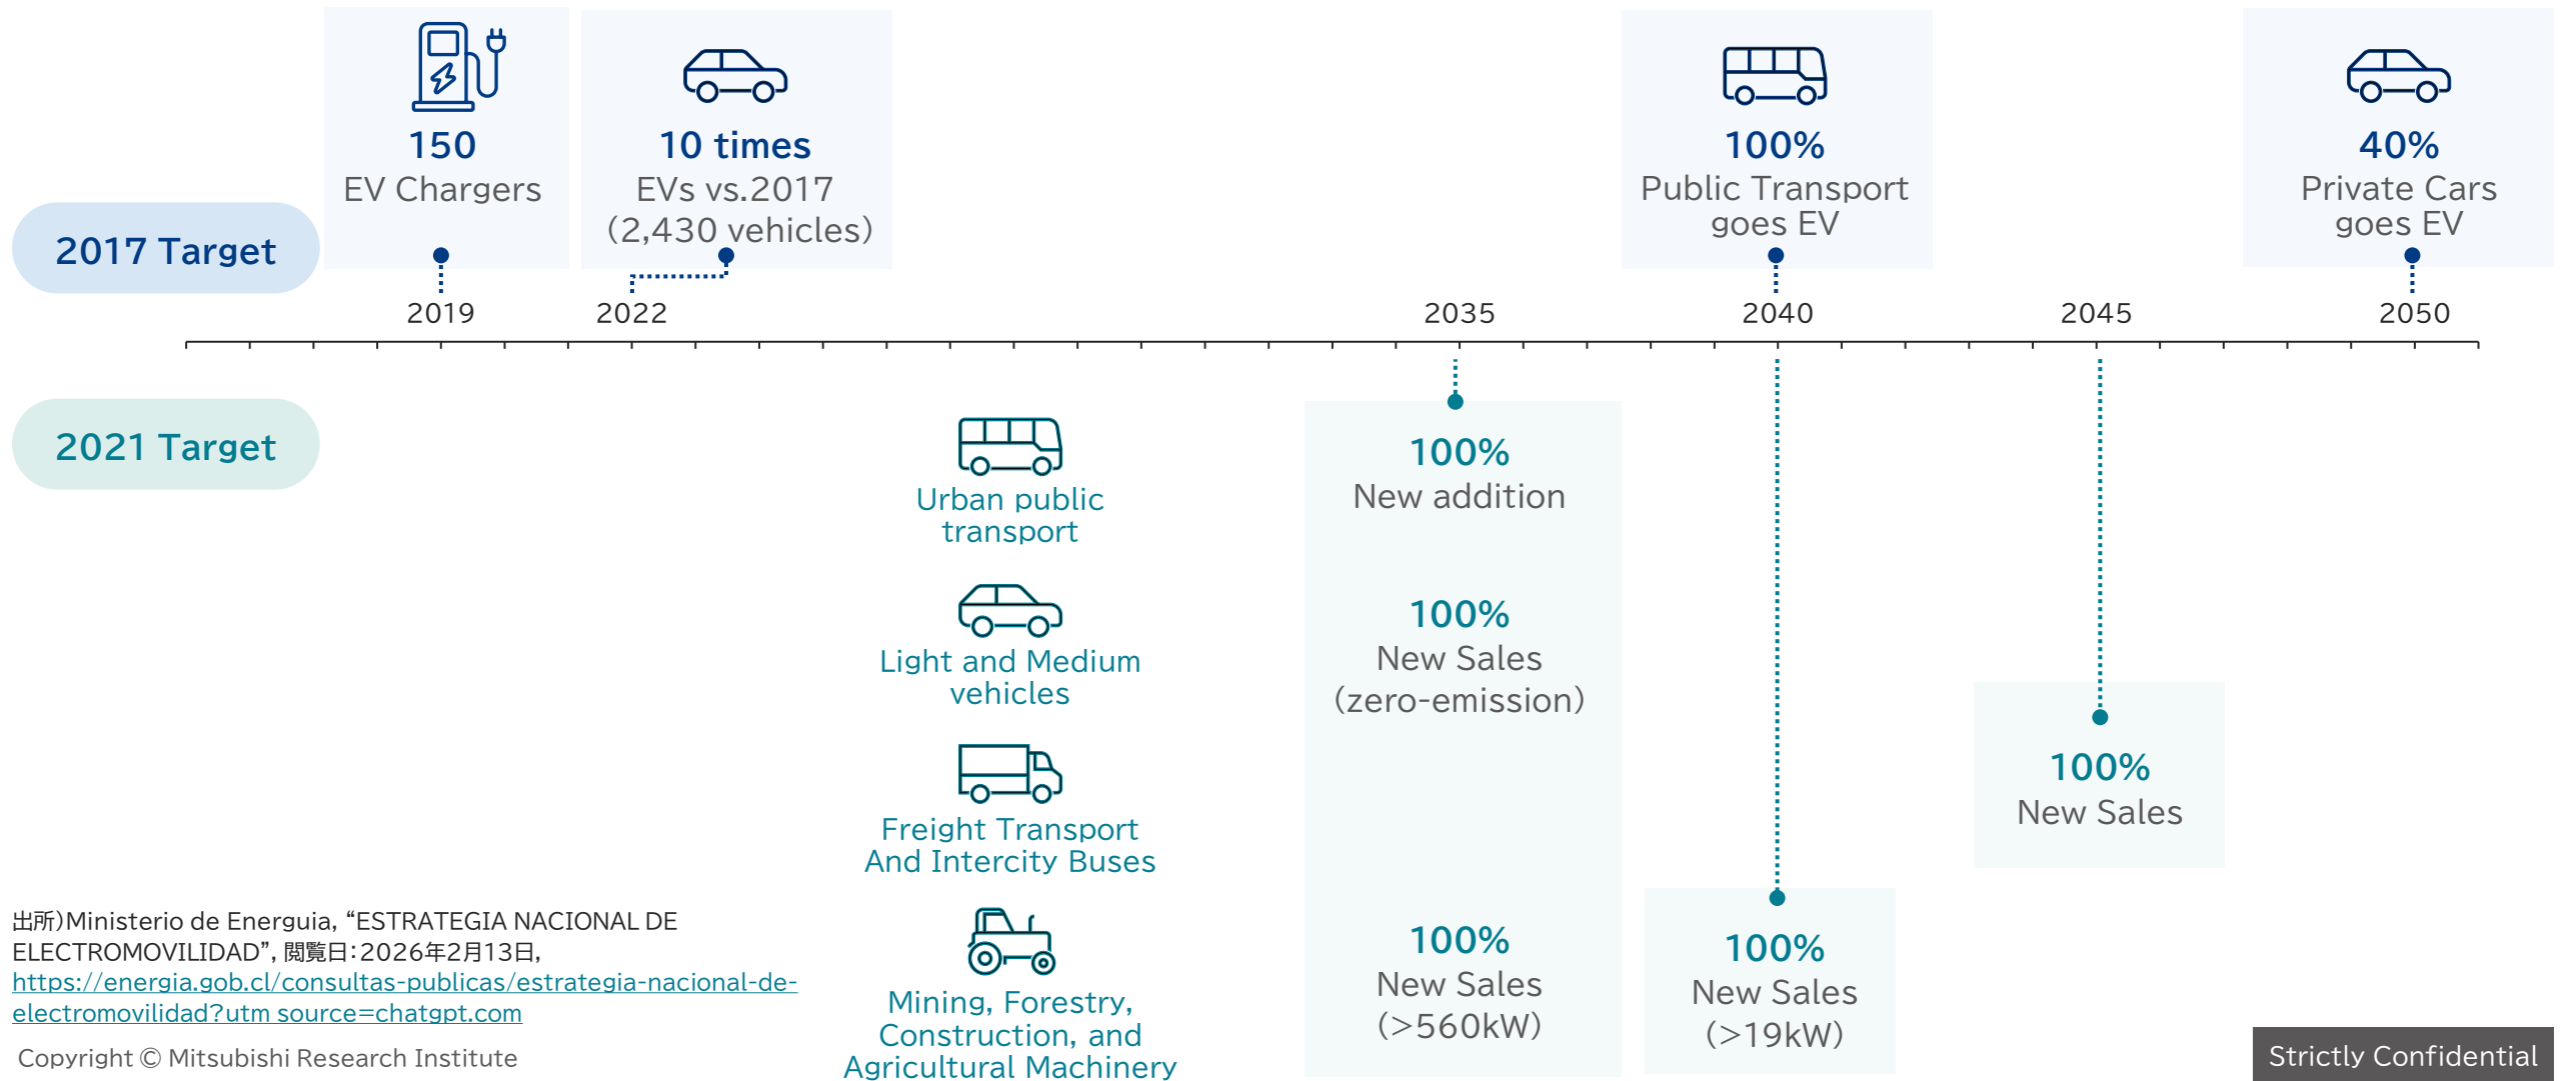 150
EV Chargers
10 times
EVs vs.2017
(2,430 vehicles)
100%
Public Transport
goes EV
40%
Private Cars
goes EV
2017 Target
2019
2022
2035
2040
2045
2050
2021 Target
Urban public
transport
100%
New addition
Light and Medium
vehicles
100%
New Sales
(zero-emission)
Freight Transport
And Intercity Buses
100%
New Sales
Mining, Forestry,
Construction, and
Agricultural Machinery
100%
New Sales
(>560kW)
100%
New Sales
(>19kW)
出所)Ministerio de Energuia, “ESTRATEGIA NACIONAL DE
ELECTROMOVILIDAD”, 閲覧日:2026年2月13日,
https://energia.gob.cl/consultas-publicas/estrategia-nacional-de-
electromovilidad?utm source=chatgpt.com
Copyright © Mitsubishi Research Institute
Strictly Confidential